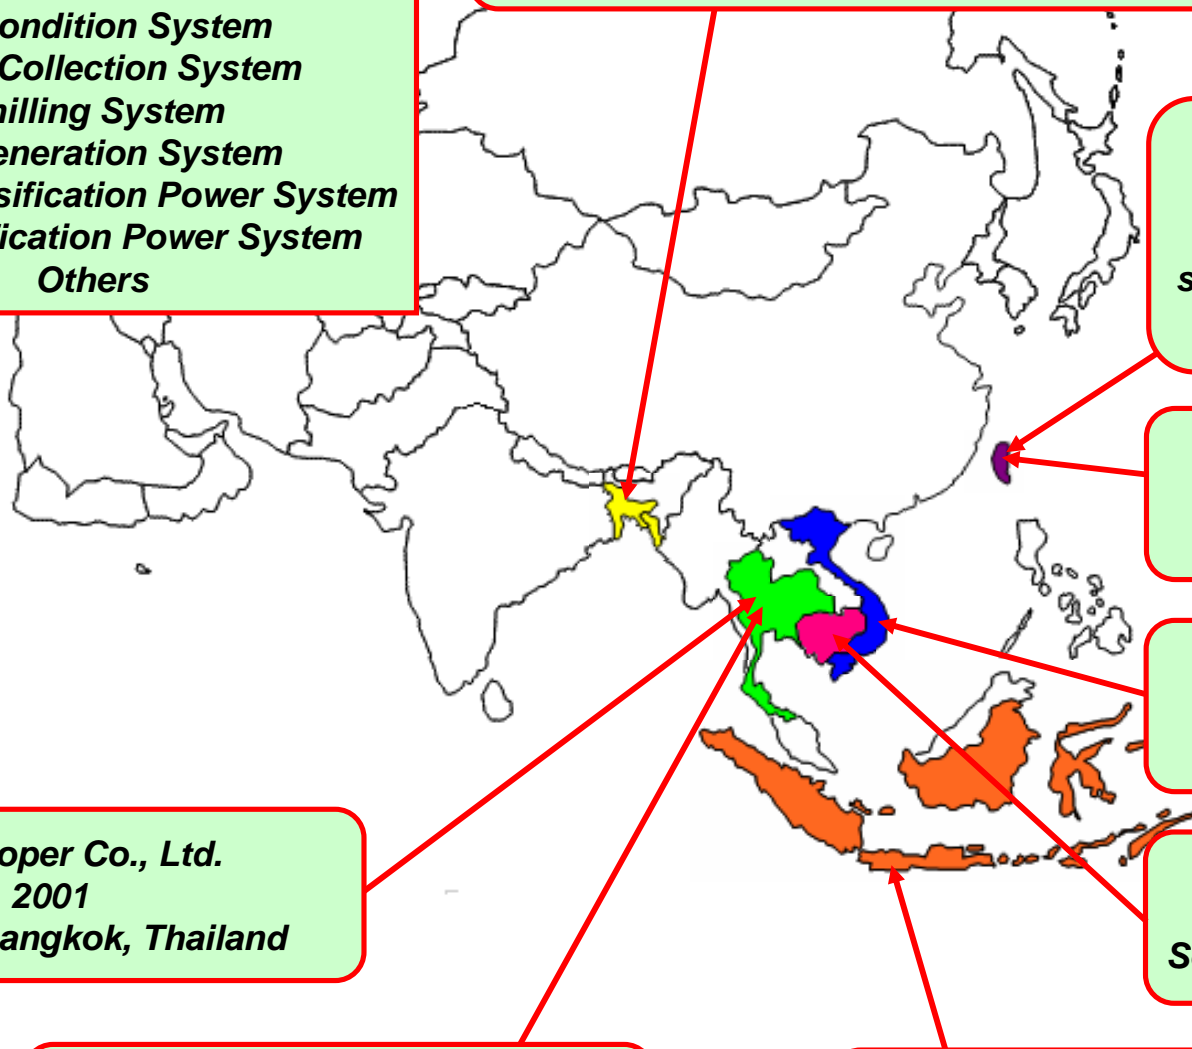 ondition System
Collection System
illing System
eneration System
sification Power System
ication Power System
Others
s
oper Co., Ltd.
2001
angkok, Thailand
S